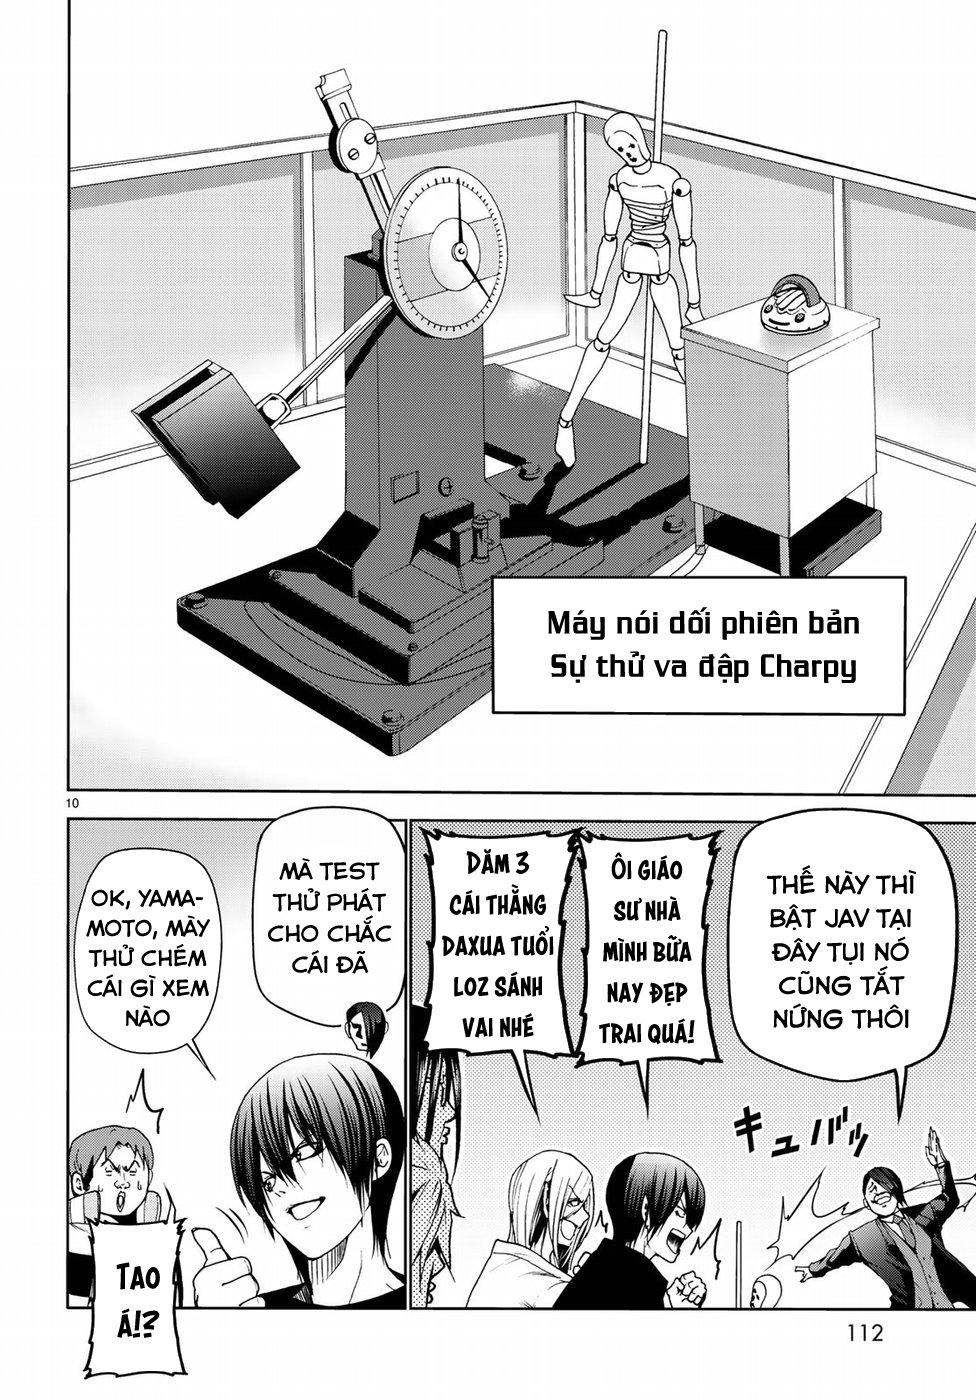 Máy nói dối phiên bản
Sự thử va đập Charpy
10
THẾ NÀY THÌ
BẬT JAV TẠI
ĐÂY TỤI NÓ
CŨNG TẮT
NỨNG THÔI
ÔI GIÁO
SƯ NHÀ
MÌNH BỮA
NAY ĐẸP
TRAI QUÁ!
DĂM 3
CÁI THẰNG
DAXUA TUỔI
LOZ SÁNH
VAI NHÉ
キュバッ
MÀ TEST
THỬ PHÁT
CHO CHẮC
CÁI ĐÃ
OK, YAMA-
MOTO, MÀY
THỬ CHÉM
CÁI GÌ XEM
NÀO
TAO
Á!?
112